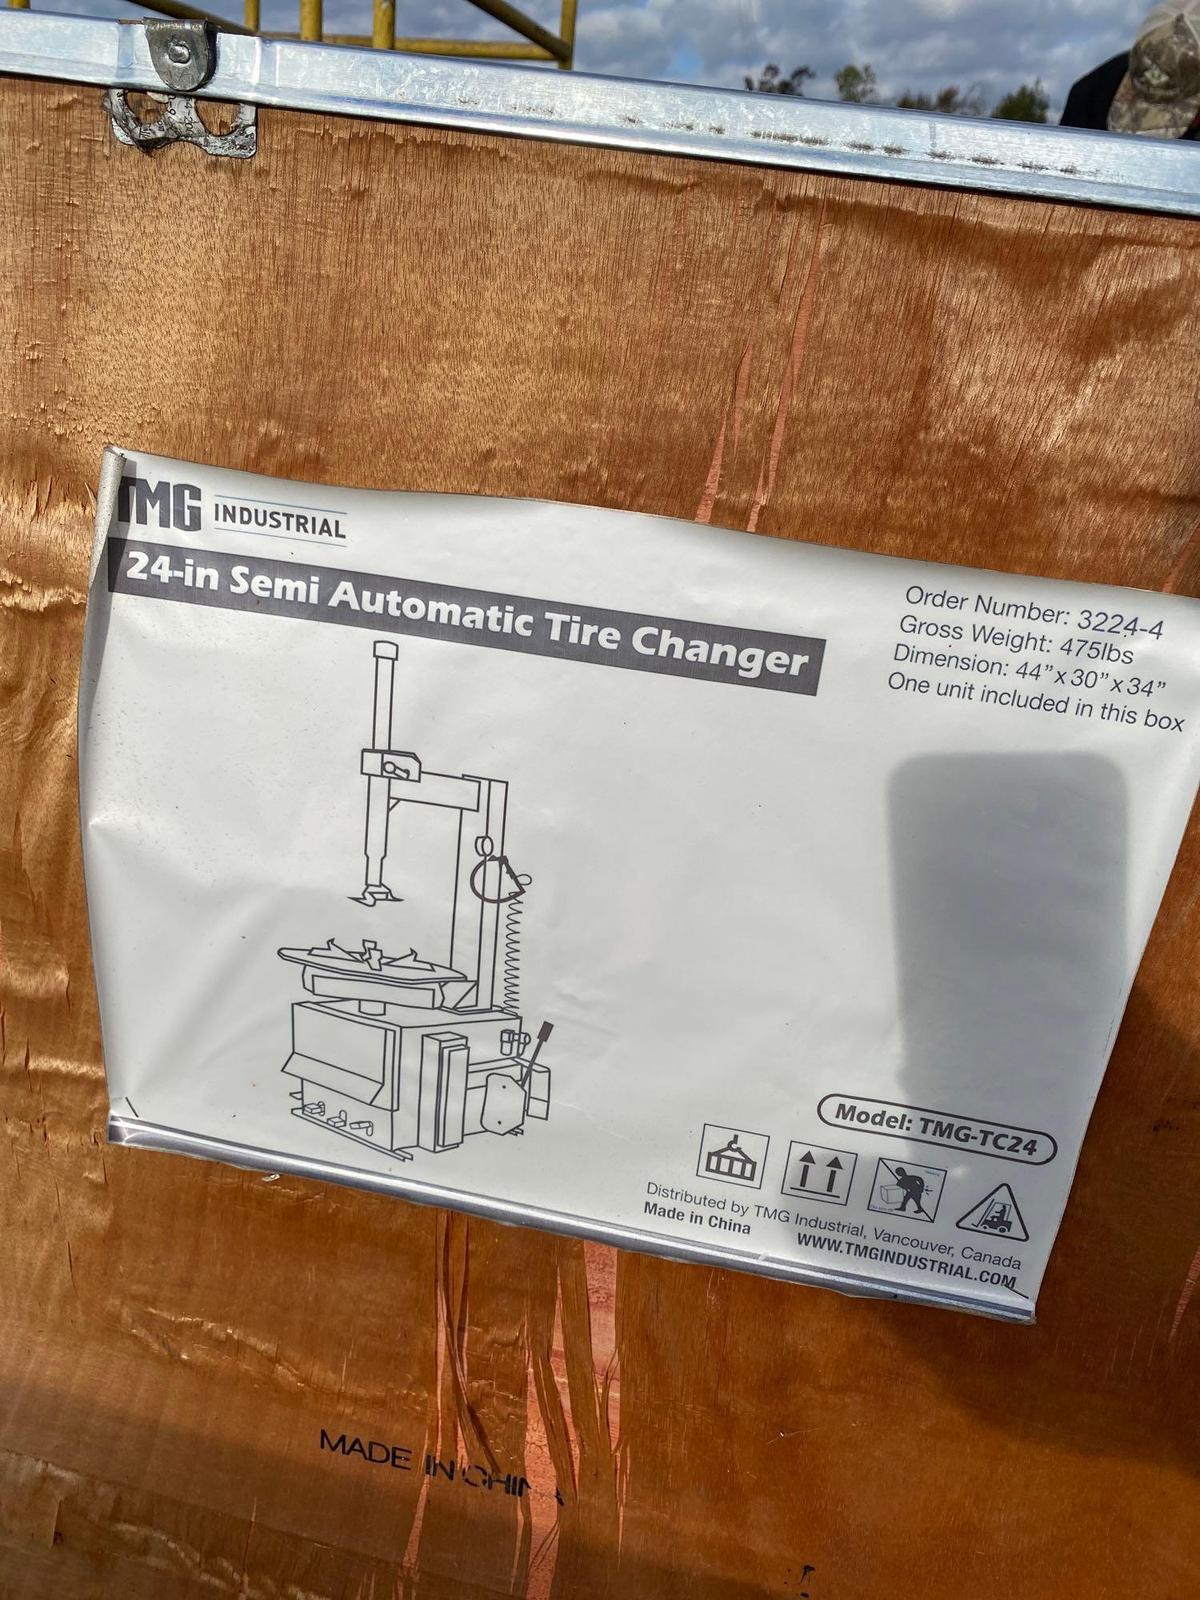 TMG INDUSTRIAL
24-in Semi Automatic Tire Changer
Order Number: 3224-4
Gross Weight: 475lbs
Dimension: 44”x30”x34”
One unit included in this box
Model: TMG-TC24
Distributed by TMG Industrial, Vancouver, Canada
Made in China
WWW.TMGINDUSTRIAL.COM
MADE IN CHINA